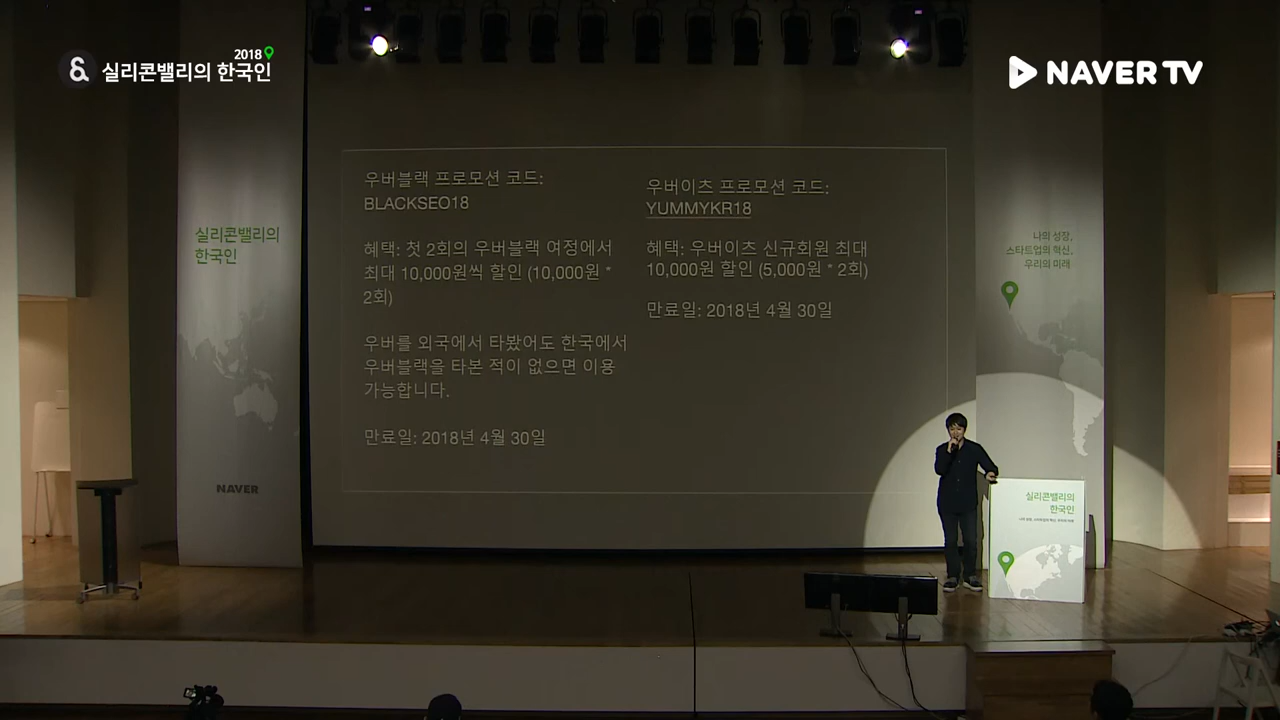 2018
실리콘밸리의 한국인
NAVER TV
우버블랙 프로모션 코드:
BLACKSEO18
혜택: 첫 2회의 우버블랙 여정에서
최대 10,000원씩 할인 (10,000원 *
2회)
우버를 외국에서 타봤어도 한국에서
우버블랙을 타본 적이 없으면 이용
가능합니다.
만료일: 2018년 4월 30일
우버이츠 프로모션 코드:
YUMMYKR18
혜택: 우버이츠 신규회원 최대
10,000원 할인 (5,000원 * 2회)
만료일: 2018년 4월 30일
실리콘밸리의
한국인
NAVER
나의 성장,
스타트업의 혁신,
우리의 미래
실리콘밸리의
한국인